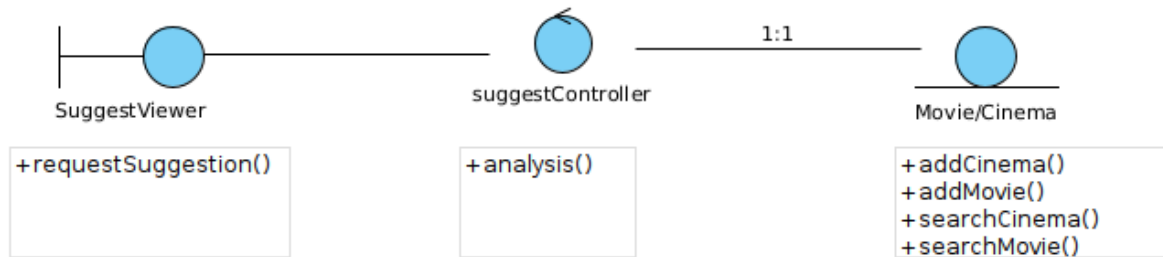 1:1
SuggestViewer
suggestController
Movie/Cinema
+requestSuggestion()
+analysis()
+addCinema()
+addMovie()
+searchCinema()
+searchMovie()